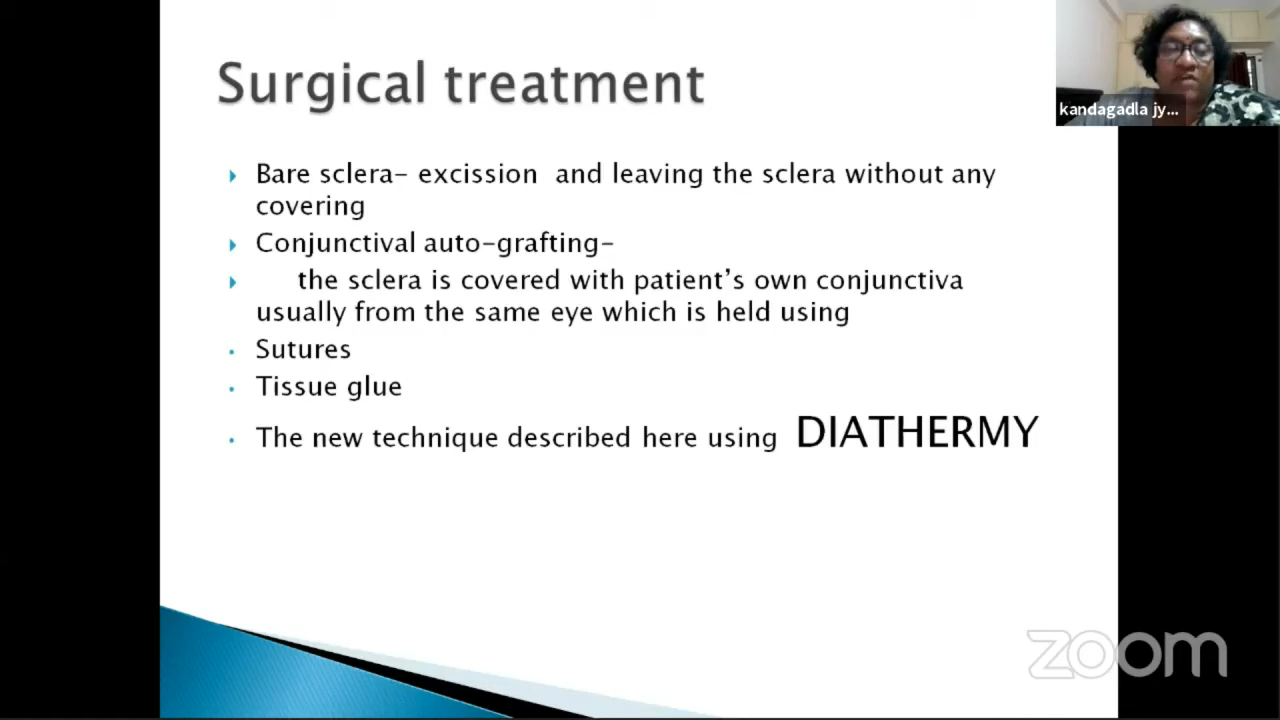 Surgical treatment
kandagadla jy...
Bare sclera- excission and leaving the sclera without any
covering
Conjunctival auto-grafting-
the sclera is covered with patient's own conjunctiva
usually from the same eye which is held using
Sutures
Tissue glue
The new technique described here using DIATHERMY
zoom